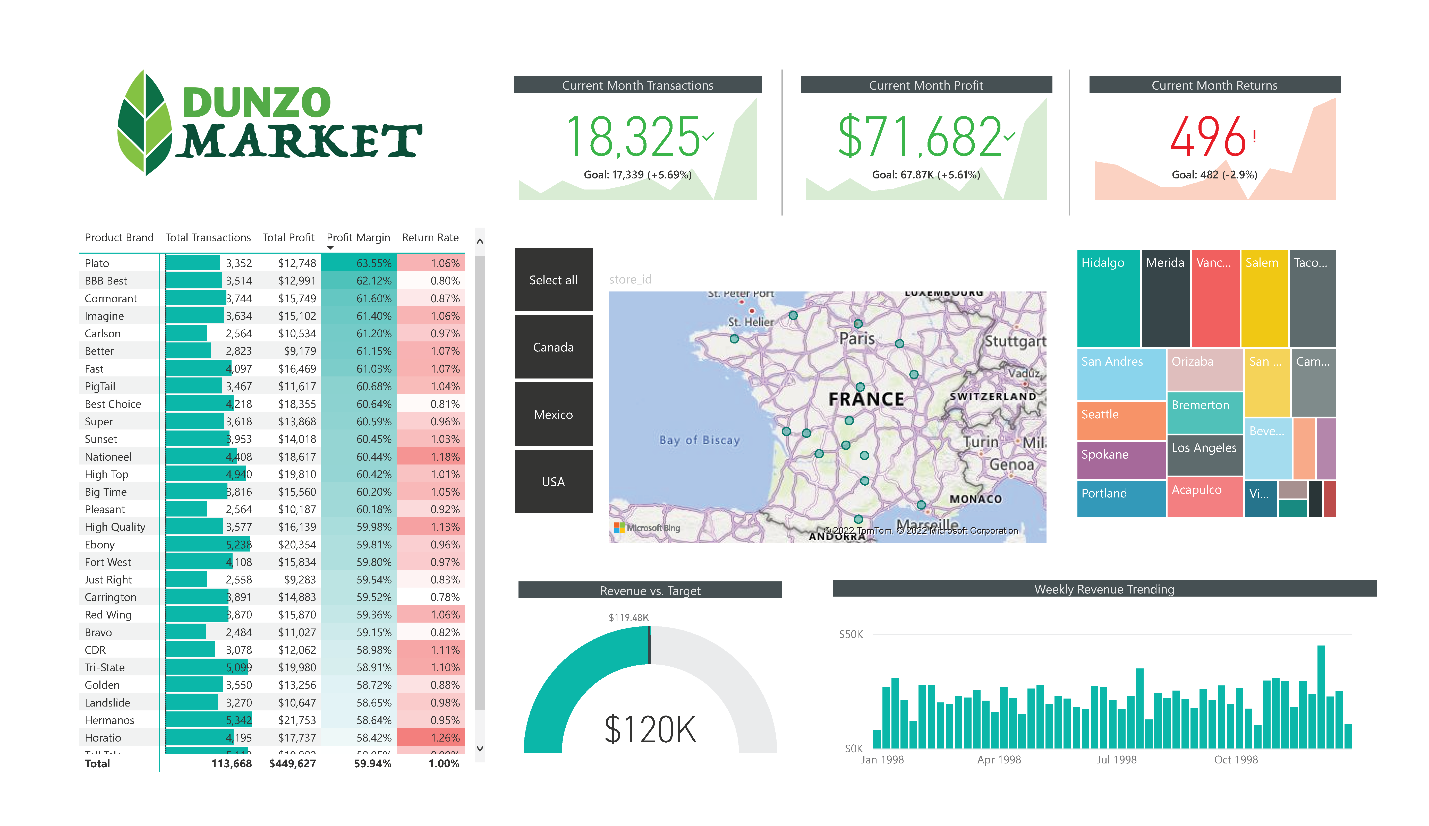 DUNZO
MARKET
Current Month Transactions
18,325
Goal: 17,339 (+5.69%)
Current Month Profit
$71,682
Goal: 67.87K (+5.61%)
Current Month Returns
496!
Goal: 482 (-2.9%)
Product Brand Total Transactions Total Profit Profit Margin Return Rate
Plato 3,352 $12,748 63.55% 1.06%
BBB Best 3,514 $12,991 62.12% 0.80%
Cormorant 3,744 $15,749 61.60% 0.87%
Imagine 3,634 $15,102 61.40% 1.06%
Carlson 2,564 $10,534 61.20% 0.97%
Better 2,823 $9,179 61.15% 1.07%
Fast 4,097 $16,469 61.03% 1.07%
PigTail 3,467 $11,617 60.68% 1.04%
Best Choice 4,218 $18,355 60.64% 0.81%
Super 3,618 $13,868 60.59% 0.96%
Sunset 3,953 $14,018 60.45% 1.03%
Nationeel 4,408 $18,617 60.44% 1.18%
High Top 4,940 $19,810 60.42% 1.01%
Big Time 3,816 $15,560 60.20% 1.05%
Pleasant 2,564 $10,187 60.18% 0.92%
High Quality 3,577 $16,139 59.98% 1.13%
Ebony 5,238 $20,354 59.81% 0.96%
Fort West 4,108 $15,834 59.80% 0.97%
Just Right 2,558 $9,283 59.54% 0.83%
Carrington 3,891 $14,883 59.52% 0.78%
Red Wing 3,870 $15,870 59.36% 1.06%
Bravo 2,484 $11,027 59.15% 0.82%
CDR 3,078 $12,062 58.98% 1.11%
Tri-State 5,099 $19,980 58.91% 1.10%
Golden 3,550 $13,256 58.72% 0.88%
Landslide 3,270 $10,647 58.65% 0.98%
Hermanos 5,342 $21,753 58.64% 0.95%
Horatio 4,195 $17,737 58.42% 1.26%
Total 113,668 $449,627 59.94% 1.00%
Select all
Canada
Mexico
USA
store_id
St. Peter Port
LUXEMBOURG
St. Helier
Paris
Stuttgart
Vaduz
FRANCE
SWITZERLAND
Bay of Biscay
Turin
Mil
Genoa
MONACO
Marseille
ANDORRA
Microsoft Bing
© 2022 TomTom, © 2022 Microsoft Corporation
Hidalgo Merida Vanc... Salem Taco...
San Andres Orizaba San ... Cam...
Seattle Bremerton
Beve...
Spokane Los Angeles
Portland Acapulco Vi...
Revenue vs. Target
$119.48K
$120K
Weekly Revenue Trending
$50K
$0K
Jan 1998 Apr 1998 Jul 1998 Oct 1998